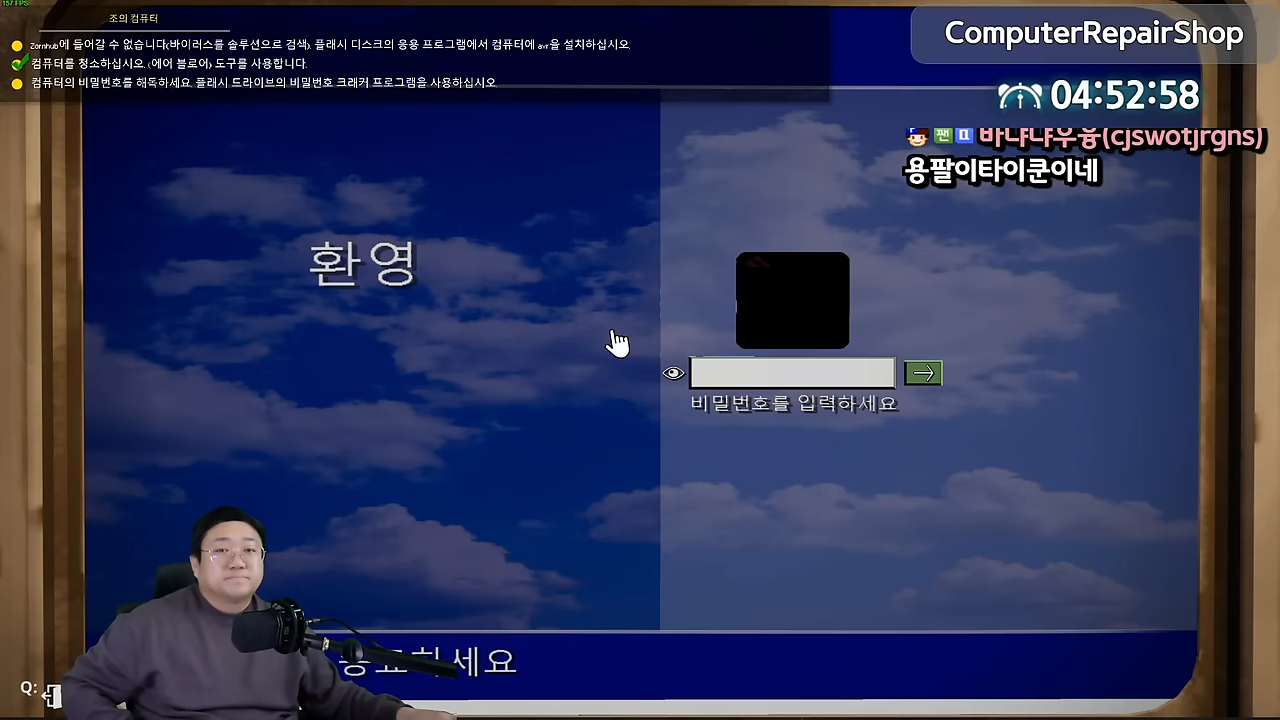 157 FPS
조의 컴퓨터
Zornhub에 들어갈 수 없습니다(바이러스를 솔루션으로 검색). 플래시 디스크의 응용 프로그램에서 컴퓨터에 avr을 설치하십시오.
컴퓨터를 청소하십시오. (에어 블로어) 도구를 사용합니다.
컴퓨터의 비밀번호를 해독하세요. 플래시 드라이브의 비밀번호 크래커 프로그램을 사용하십시오.
ComputerRepairShop
04:52:58
팬 바나나우융(cjswotjrgns)
용팔이타이쿤이네
환영
비밀번호를 입력하세요
하세요
Q: